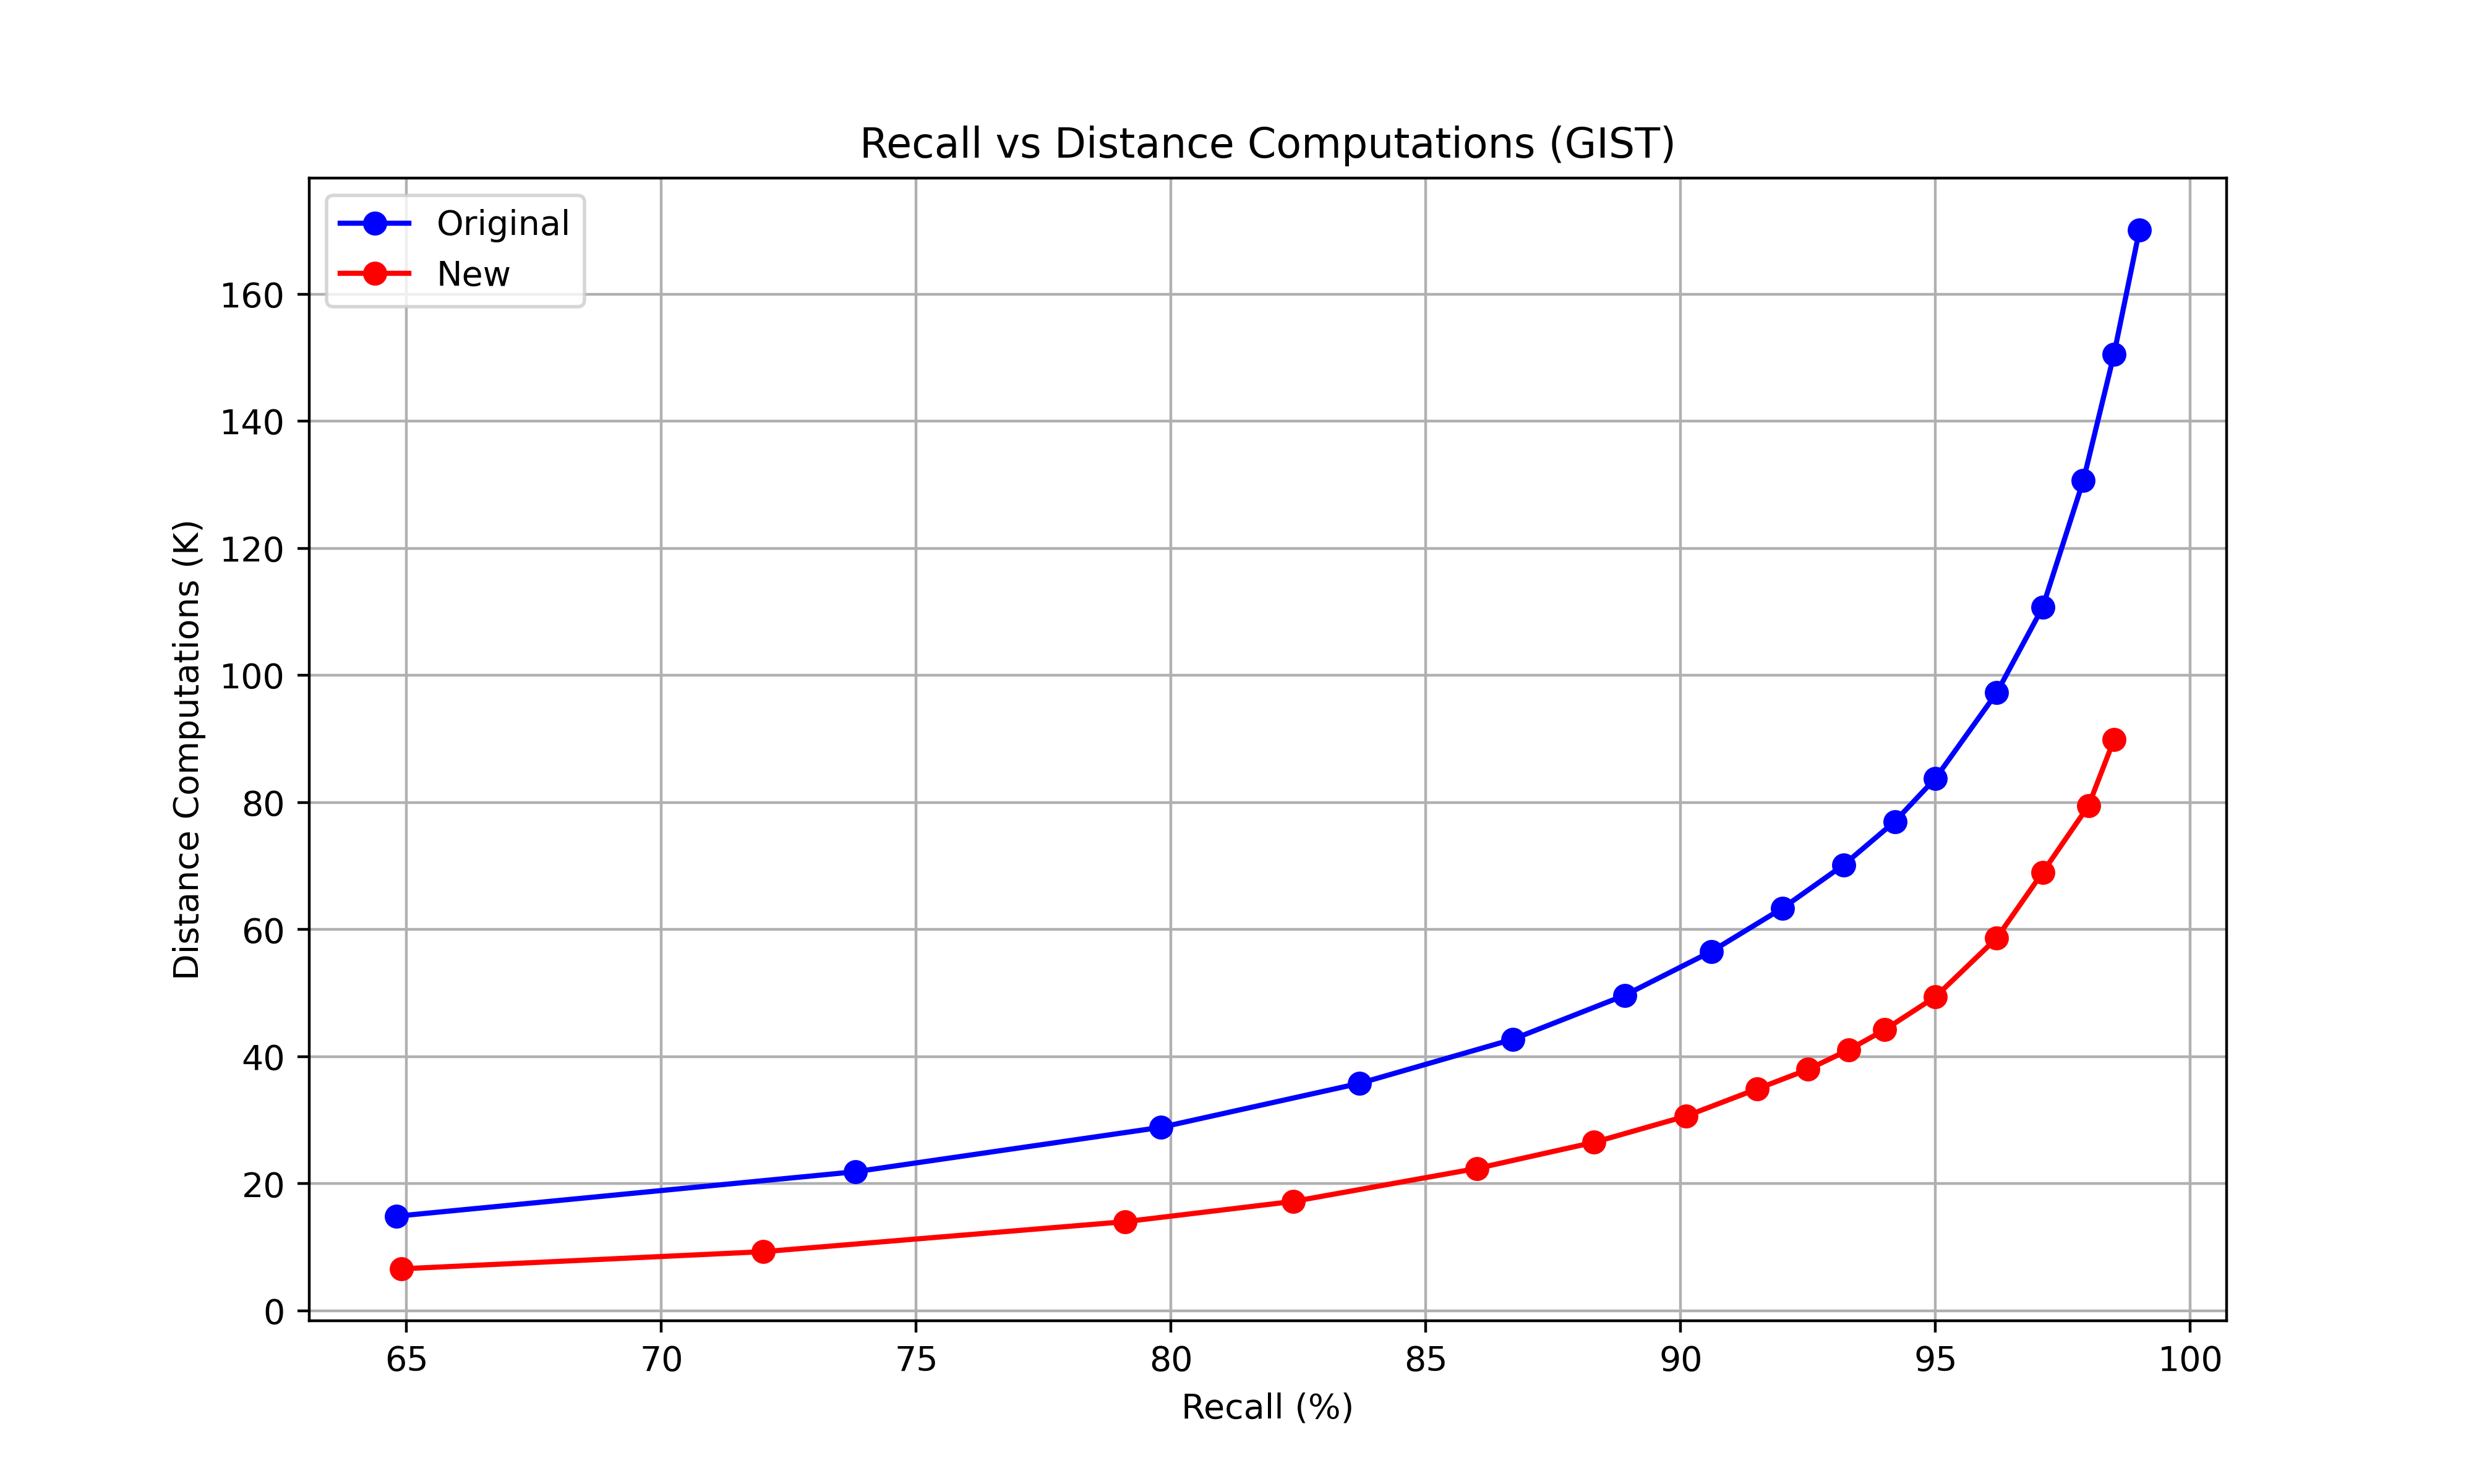 Recall vs Distance Computations (GIST)
Original
New
Distance Computations (K)
160
140
120
100
80
60
40
20
0
65 70 75 80 85 90 95 100
Recall (%)